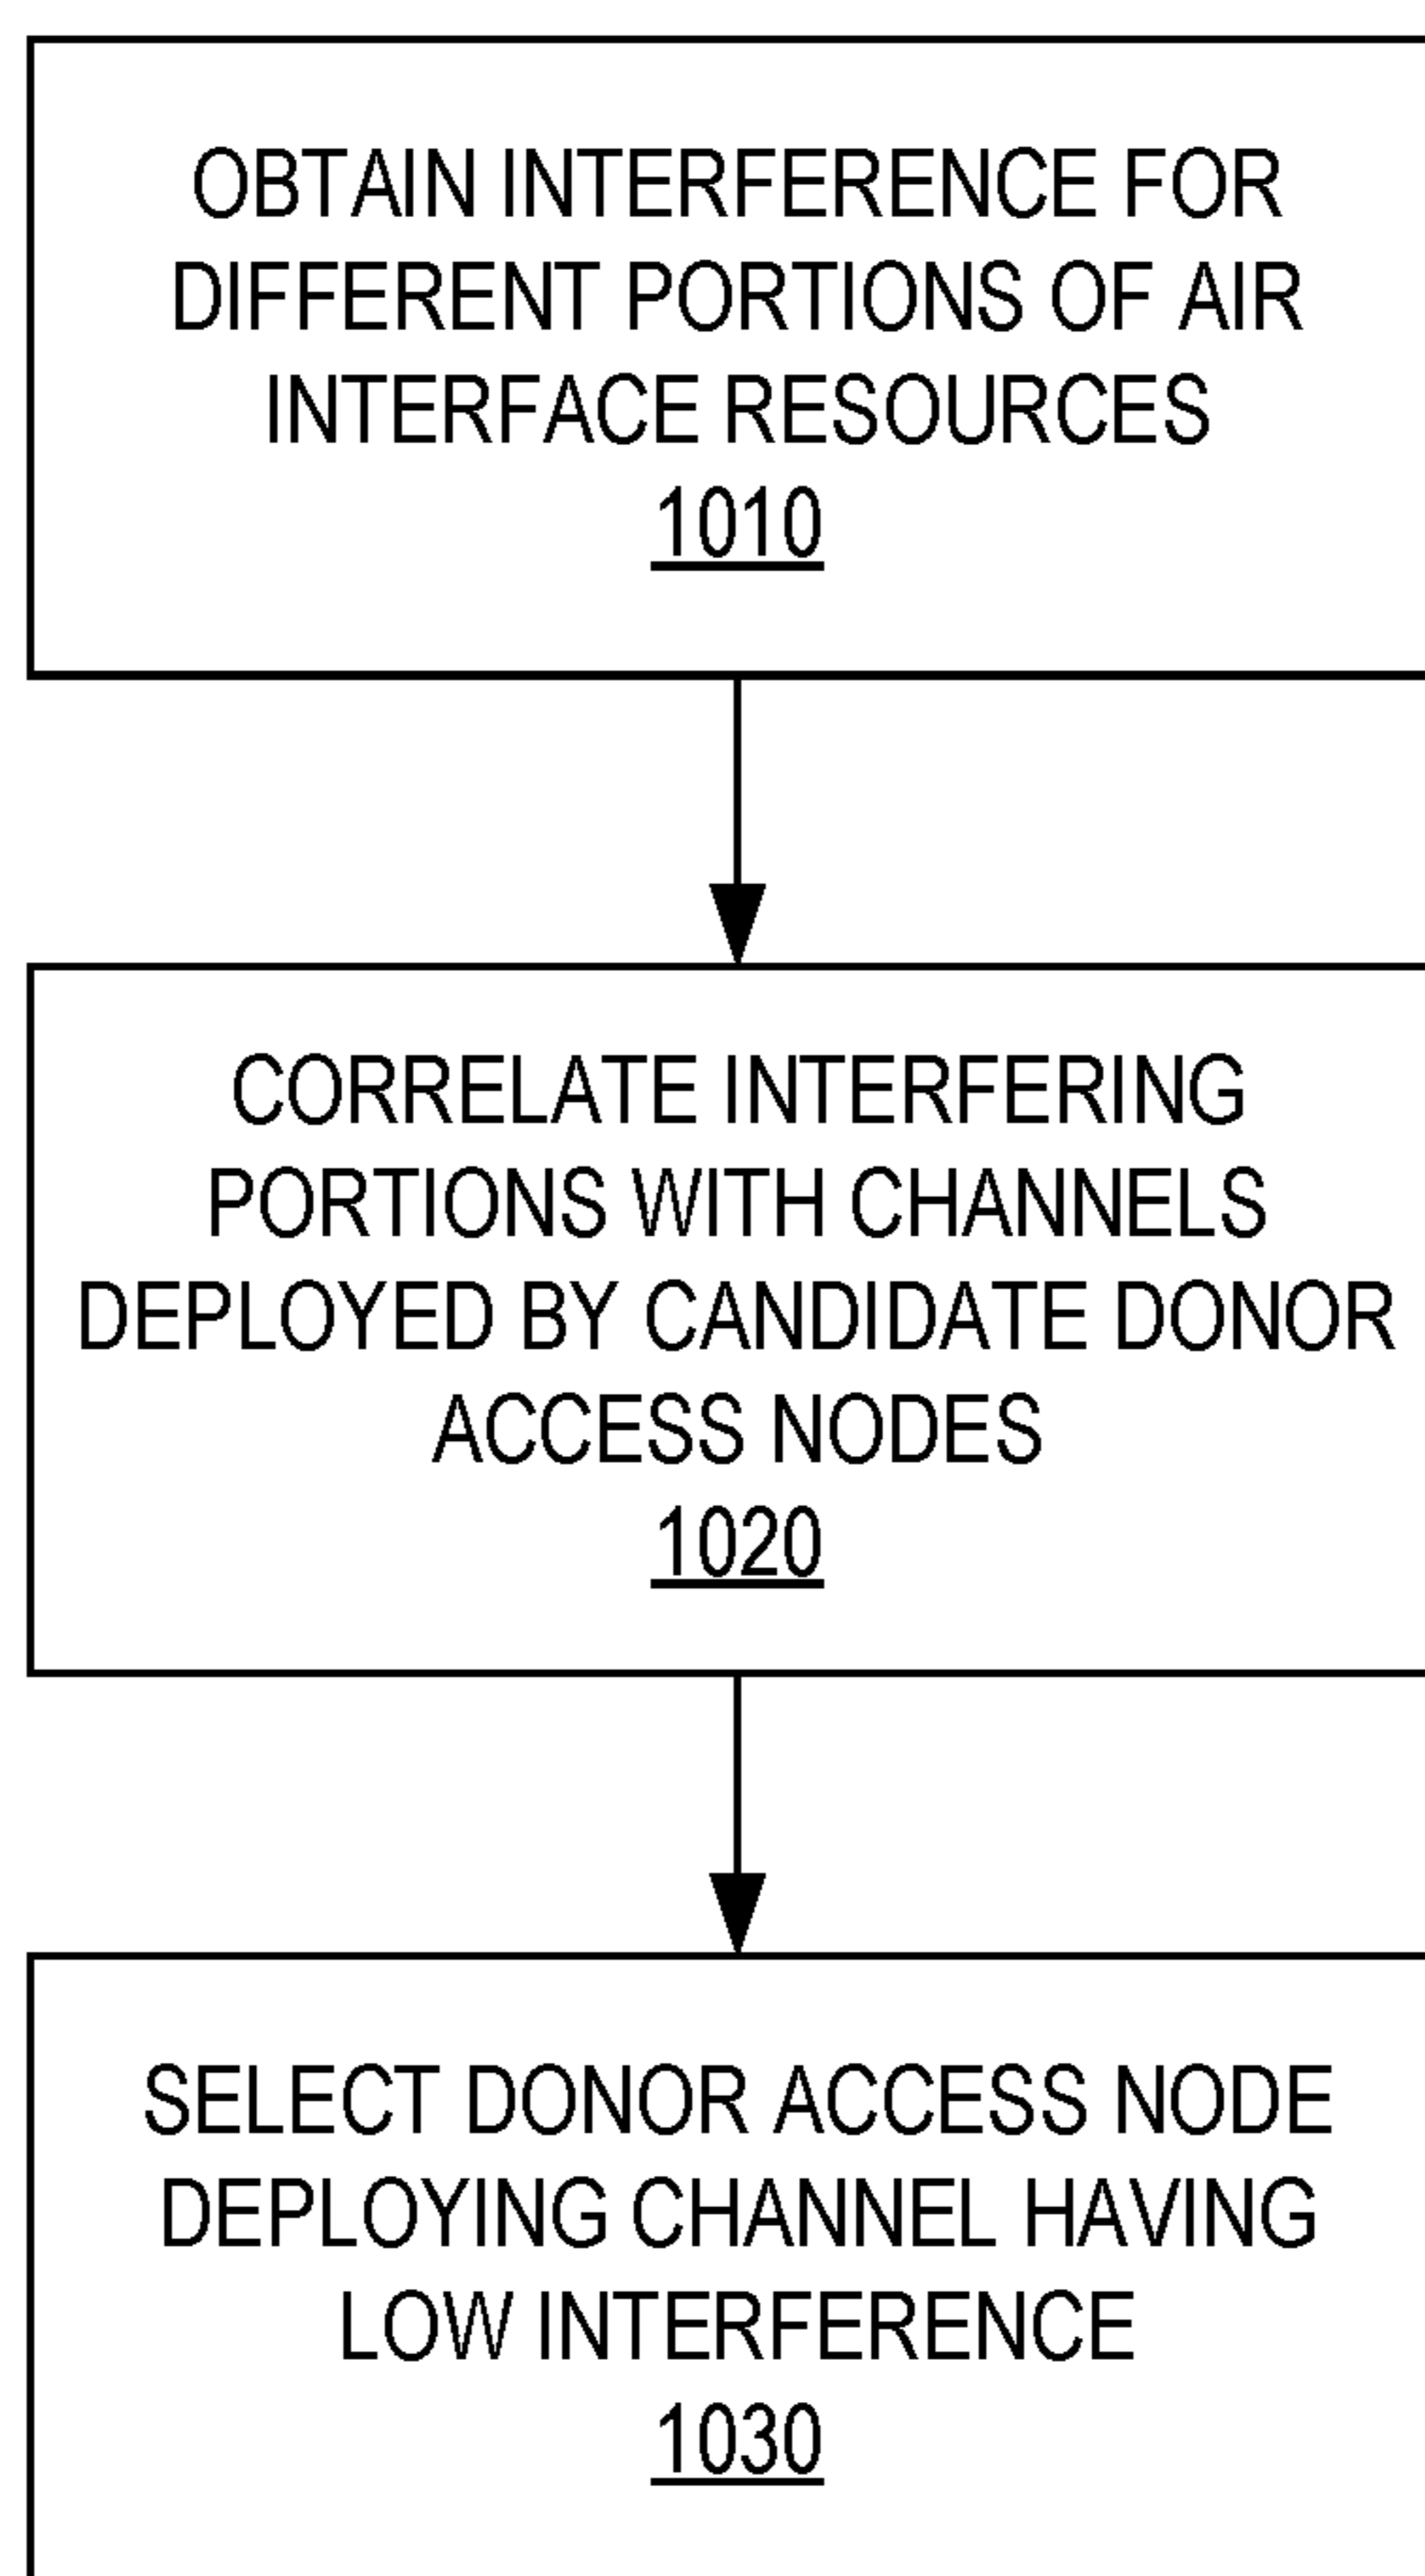 OBTAIN INTERFERENCE FOR
DIFFERENT PORTIONS OF AIR
INTERFACE RESOURCES
1010
CORRELATE INTERFERING
PORTIONS WITH CHANNELS
DEPLOYED BY CANDIDATE DONOR
ACCESS NODES
1020
SELECT DONOR ACCESS NODE
DEPLOYING CHANNEL HAVING
LOW INTERFERENCE
1030